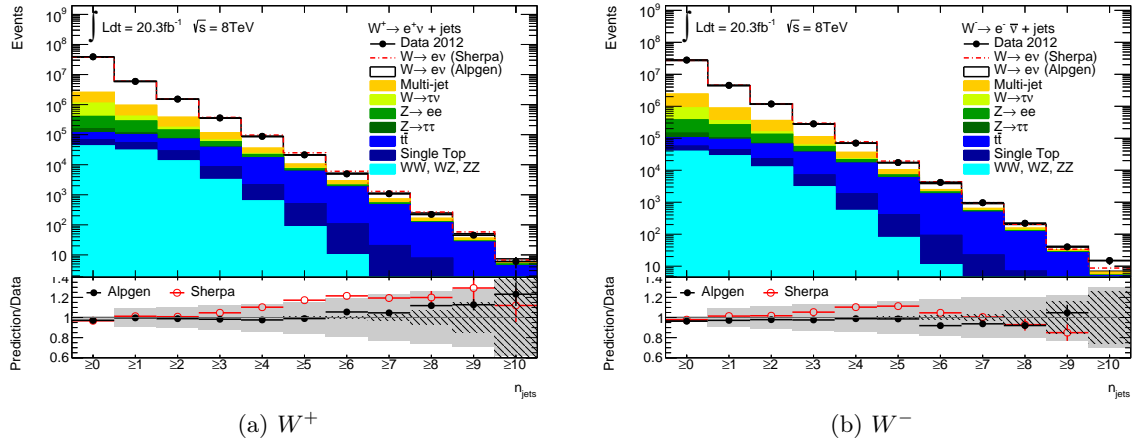 Events
10⁹
10⁸
10⁷
10⁶
10⁵
10⁴
10³
10²
10
∫ Ldt = 20.3fb⁻¹ √s = 8TeV
W⁺→ e⁺ν + jets
Data 2012
W→ eν (Sherpa)
W→ eν (Alpgen)
Multi-jet
W→τν
Z→ ee
Z→ττ
tt̄
Single Top
WW, WZ, ZZ
Prediction/Data
1.4
1.2
1
0.8
0.6
Alpgen Sherpa
≥0 ≥1 ≥2 ≥3 ≥4 ≥5 ≥6 ≥7 ≥8 ≥9 ≥10
n_jets
(a) W⁺
Events
10⁹
10⁸
10⁷
10⁶
10⁵
10⁴
10³
10²
10
∫ Ldt = 20.3fb⁻¹ √s = 8TeV
W⁻→ e⁻ ν̅ + jets
Data 2012
W→ eν (Sherpa)
W→ eν (Alpgen)
Multi-jet
W→τν
Z→ ee
Z→ττ
tt̄
Single Top
WW, WZ, ZZ
Prediction/Data
1.4
1.2
1
0.8
0.6
Alpgen Sherpa
≥0 ≥1 ≥2 ≥3 ≥4 ≥5 ≥6 ≥7 ≥8 ≥9 ≥10
n_jets
(b) W⁻